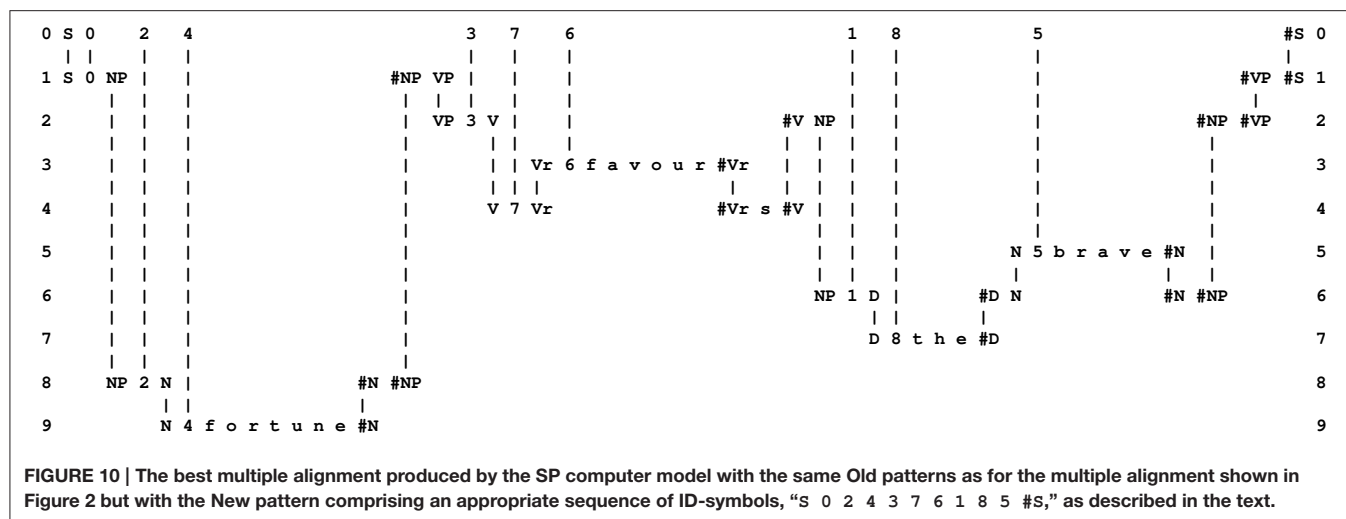 0 S 0 2 4 3 7 6 1 8 5 #S 0
1 S 0 NP #NP VP #VP #S 1
2 VP 3 V #V NP #NP #VP 2
3 Vr 6 f a v o u r #Vr 3
4 V 7 Vr #Vr s #V 4
5 N 5 b r a v e #N 5
6 NP 1 D #D N #N #NP 6
7 D 8 t h e #D 7
8 NP 2 N #N #NP 8
9 N 4 f o r t u n e #N 9
FIGURE 10 | The best multiple alignment produced by the SP computer model with the same Old patterns as for the multiple alignment shown in
Figure 2 but with the New pattern comprising an appropriate sequence of ID-symbols, “S 0 2 4 3 7 6 1 8 5 #S,” as described in the text.